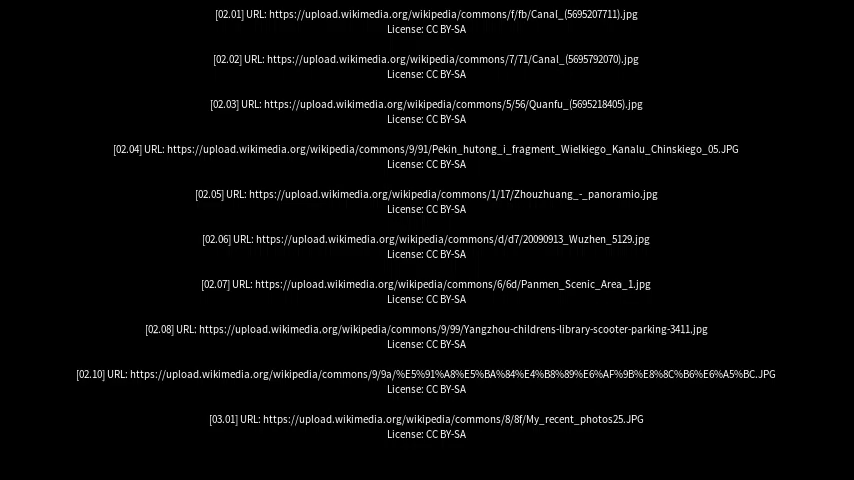 [02.01] URL: https://upload.wikimedia.org/wikipedia/commons/f/fb/Canal_(5695207711).jpg
License: CC BY-SA
[02.02] URL: https://upload.wikimedia.org/wikipedia/commons/7/71/Canal_(5695792070).jpg
License: CC BY-SA
[02.03] URL: https://upload.wikimedia.org/wikipedia/commons/5/56/Quanfu_(5695218405).jpg
License: CC BY-SA
[02.04] URL: https://upload.wikimedia.org/wikipedia/commons/9/91/Pekin_hutong_i_fragment_Wielkiego_Kanalu_Chinskiego_05.JPG
License: CC BY-SA
[02.05] URL: https://upload.wikimedia.org/wikipedia/commons/1/17/Zhouzhuang_-_panoramio.jpg
License: CC BY-SA
[02.06] URL: https://upload.wikimedia.org/wikipedia/commons/d/d7/20090913_Wuzhen_5129.jpg
License: CC BY-SA
[02.07] URL: https://upload.wikimedia.org/wikipedia/commons/6/6d/Panmen_Scenic_Area_1.jpg
License: CC BY-SA
[02.08] URL: https://upload.wikimedia.org/wikipedia/commons/9/99/Yangzhou-childrens-library-scooter-parking-3411.jpg
License: CC BY-SA
[02.10] URL: https://upload.wikimedia.org/wikipedia/commons/9/9a/%E5%91%A8%E5%BA%84%E4%B8%89%E6%AF%9B%E8%8C%B6%E6%A5%BC.JPG
License: CC BY-SA
[03.01] URL: https://upload.wikimedia.org/wikipedia/commons/8/8f/My_recent_photos25.JPG
License: CC BY-SA